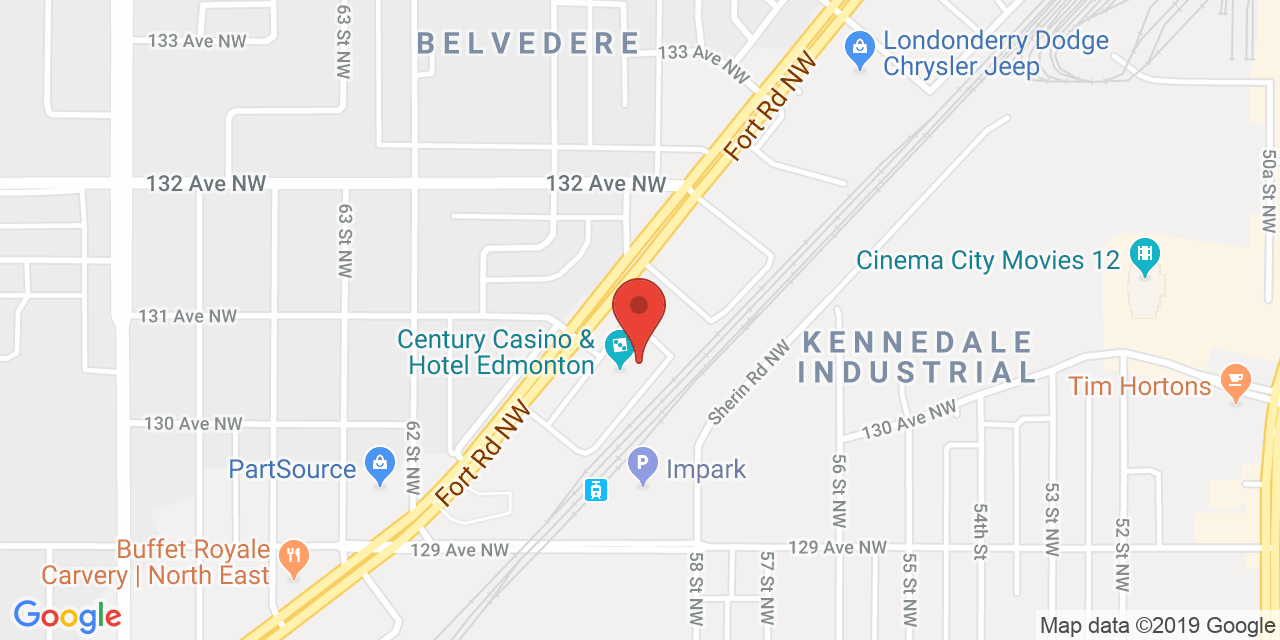 63 St NW
133 Ave NW
BELVEDERE
133 Ave NW
Londonderry Dodge
Chrysler Jeep
Fort Rd NW
132 Ave NW
132 Ave NW
50a St NW
63 St NW
Cinema City Movies 12
131 Ave NW
Century Casino &
Hotel Edmonton
KENNEDALE
INDUSTRIAL
Sherin Rd NW
Tim Hortons
130 Ave NW
130 Ave NW
62 St NW
Fort Rd NW
PartSource
P
Impark
56 St NW
54th St
53 St NW
52 St NW
Buffet Royale
Carvery | North East
129 Ave NW
129 Ave NW
58 St NW
57 St NW
55 St NW
Google
Map data ©2019 Google